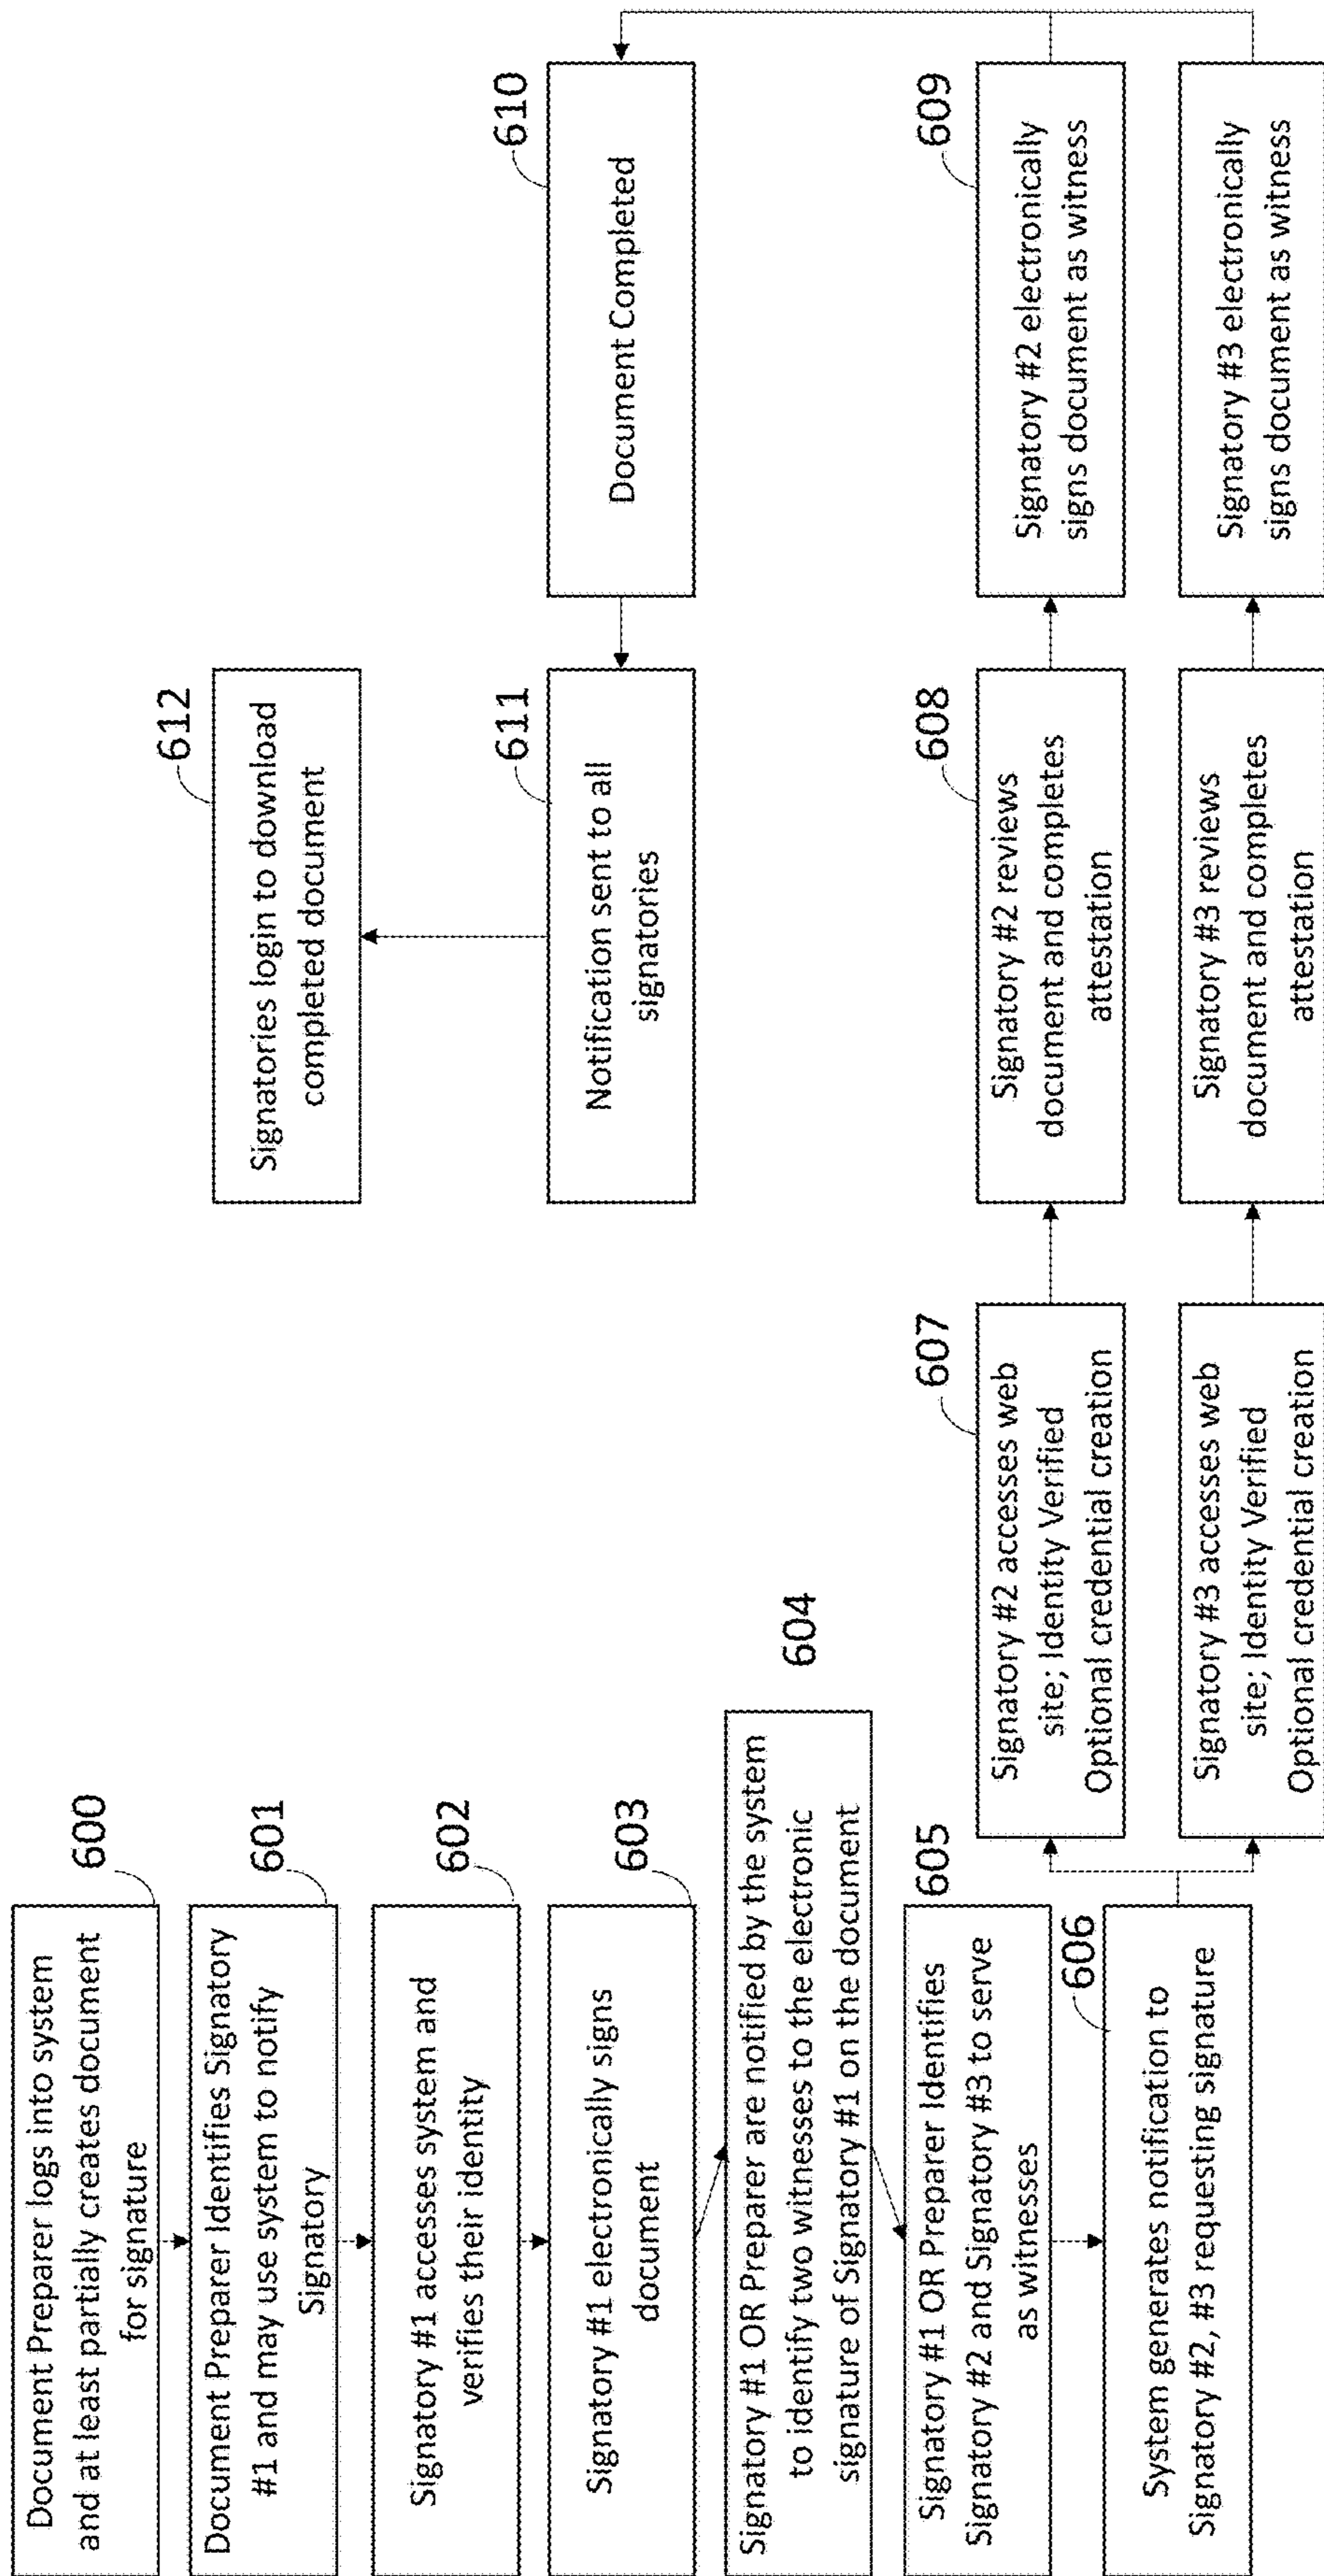 600
Document Preparer logs into system
and at least partially creates document
for signature
601
Document Preparer Identifies Signatory
#1 and may use system to notify
Signatory
602
Signatory #1 accesses system and
verifies their identity
603
Signatory #1 electronically signs
document
604
Signatory #1 OR Preparer are notified by the system
to identify two witnesses to the electronic
signature of Signatory #1 on the document
605
Signatory #1 OR Preparer Identifies
Signatory #2 and Signatory #3 to serve
as witnesses
606
System generates notification to
Signatory #2, #3 requesting signature
607
Signatory #2 accesses web
site; Identity Verified
Optional credential creation
Signatory #3 accesses web
site; Identity Verified
Optional credential creation
608
Signatory #2 reviews
document and completes
attestation
Signatory #3 reviews
document and completes
attestation
609
Signatory #2 electronically
signs document as witness
Signatory #3 electronically
signs document as witness
610
Document Completed
611
Notification sent to all
signatories
612
Signatories login to download
completed document